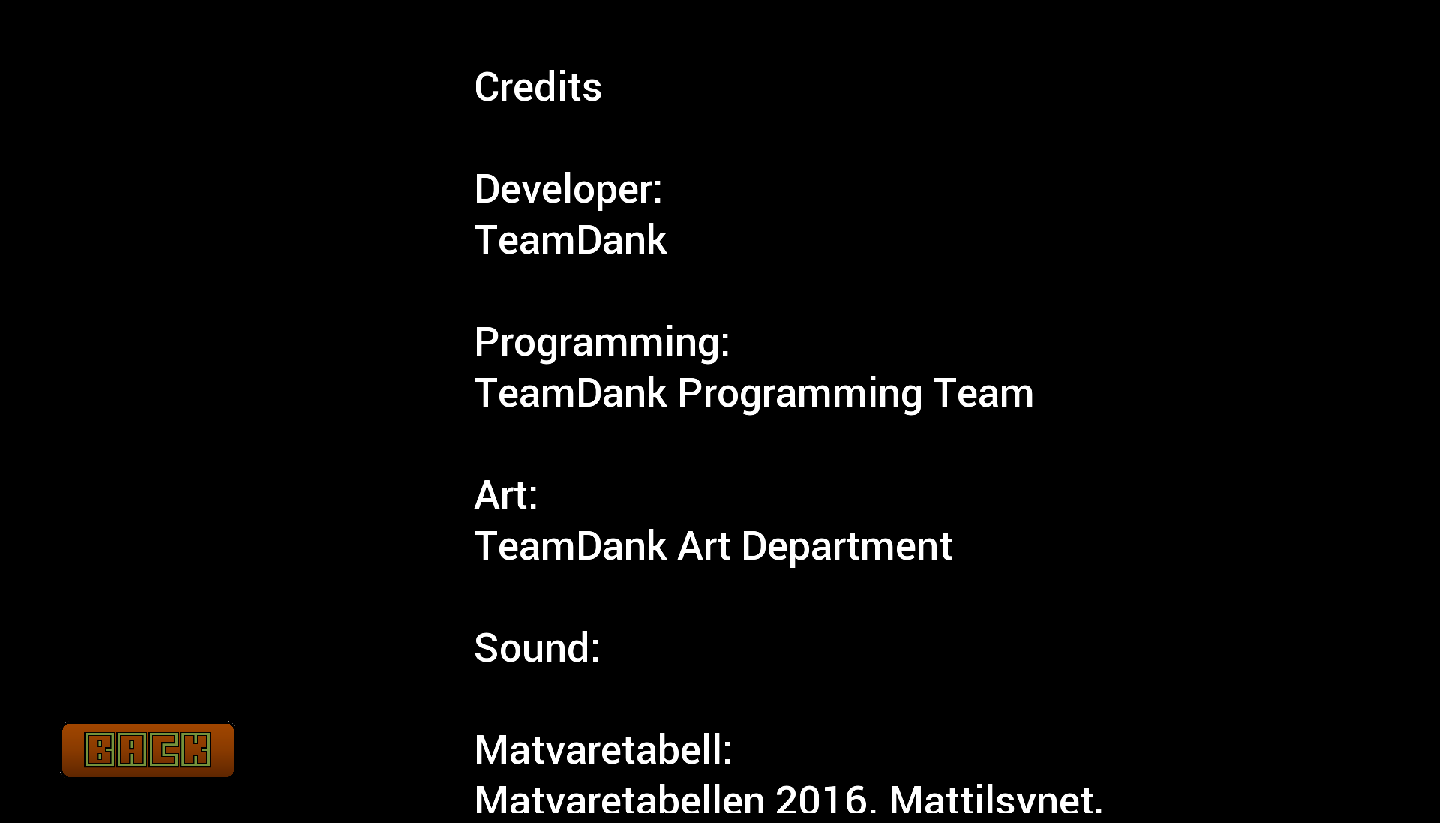 Credits
Developer:
TeamDank
Programming:
TeamDank Programming Team
Art:
TeamDank Art Department
Sound:
Matvaretabell:
Matvaretabellen 2016. Mattilsynet.
BACK